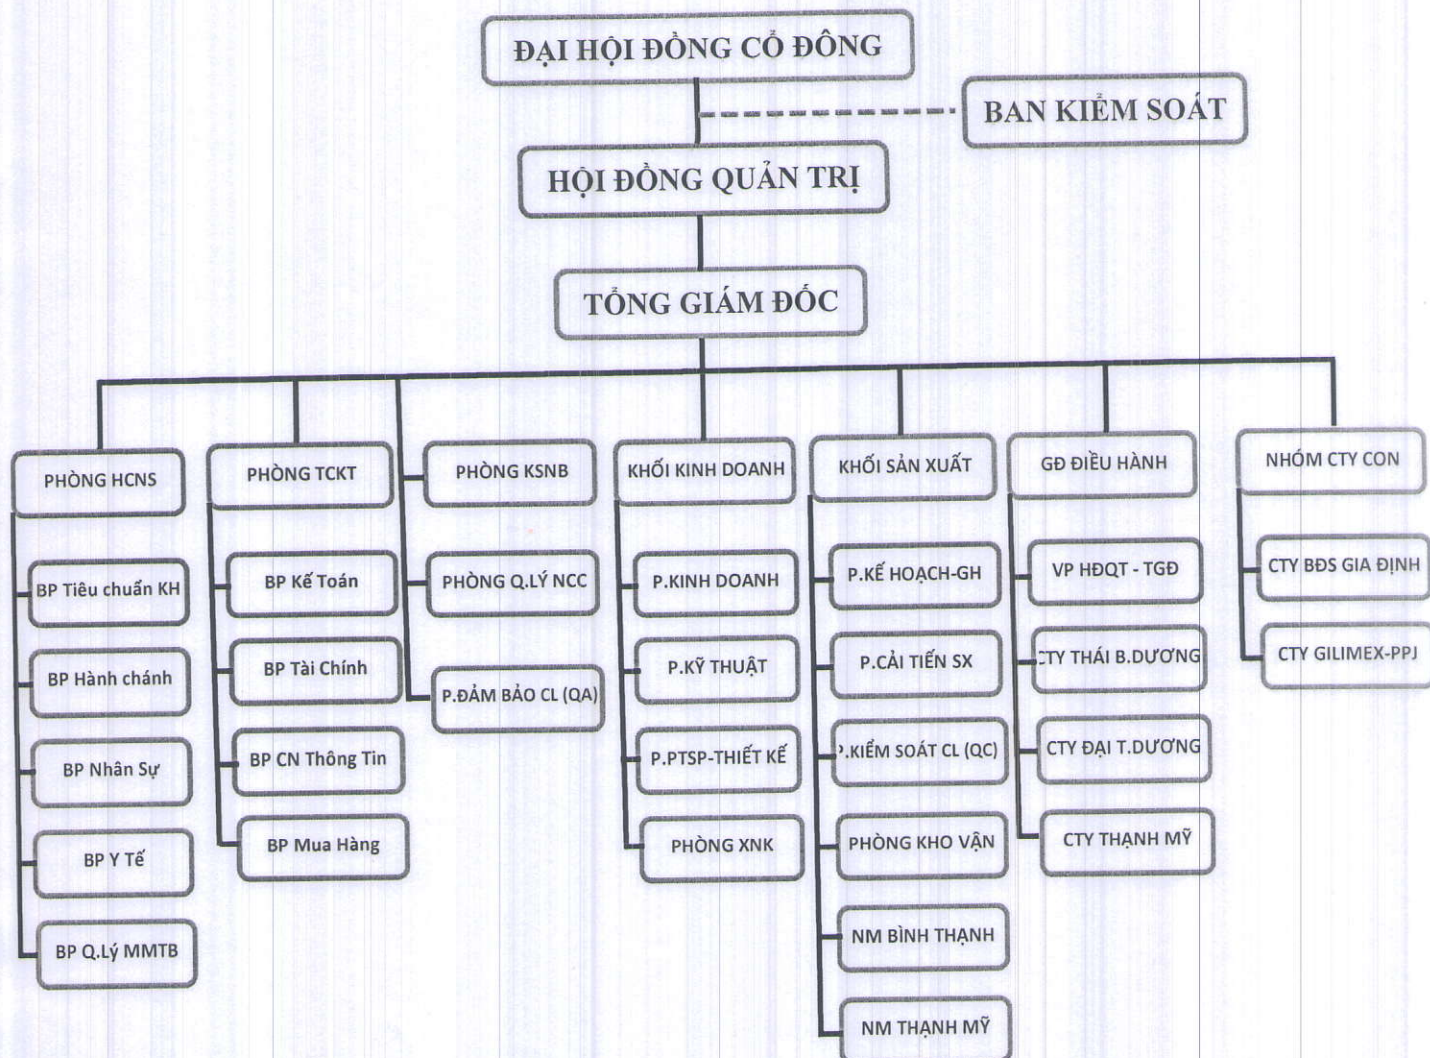 ĐẠI HỘI ĐỒNG CỔ ĐÔNG
BAN KIỂM SOÁT
HỘI ĐỒNG QUẢN TRỊ
TỔNG GIÁM ĐỐC
PHÒNG HCNS
BP Tiêu chuẩn KH
BP Hành chánh
BP Nhân Sự
BP Y Tế
BP Q.Lý MMTB
PHÒNG TCKT
BP Kế Toán
BP Tài Chính
BP CN Thông Tin
BP Mua Hàng
PHÒNG KSNB
PHÒNG Q.LÝ NCC
P.ĐẢM BẢO CL (QA)
KHỐI KINH DOANH
P.KINH DOANH
P.KỸ THUẬT
P.PTSP-THIẾT KẾ
PHÒNG XNK
KHỐI SẢN XUẤT
P.KẾ HOẠCH-GH
P.CẢI TIẾN SX
P.KIỂM SOÁT CL (QC)
PHÒNG KHO VẬN
NM BÌNH THẠNH
NM THẠNH MỸ
GĐ ĐIỀU HÀNH
VP HĐQT - TGĐ
CTY THÁI B.DƯƠNG
CTY ĐẠI T.DƯƠNG
CTY THẠNH MỸ
NHÓM CTY CON
CTY BĐS GIA ĐỊNH
CTY GILIMEX-PPJ